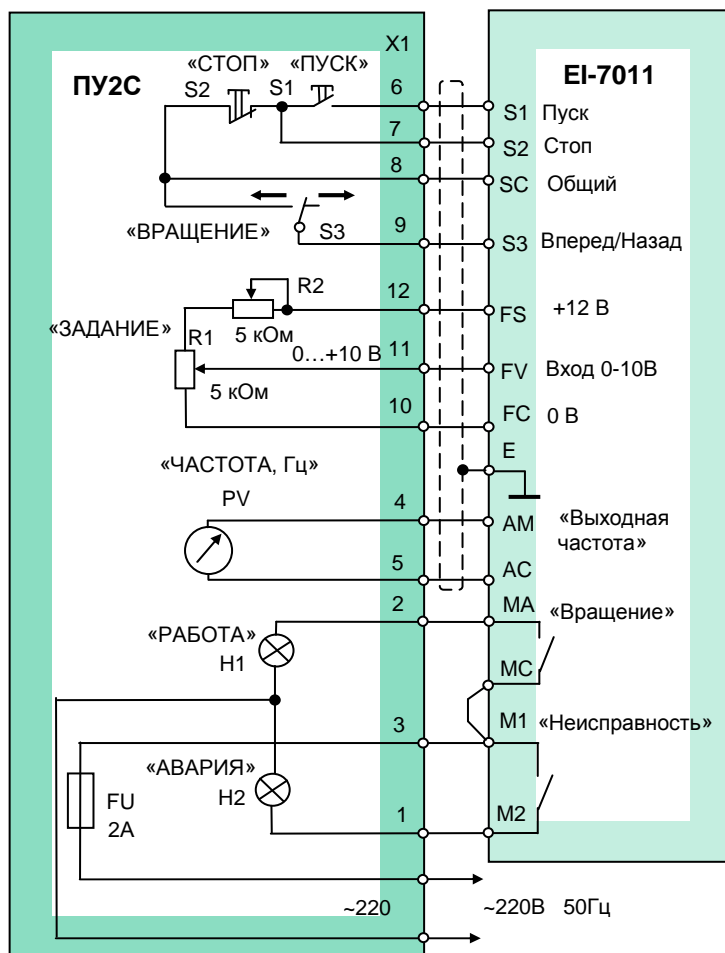 X1
ПУ2С
EI-7011
«СТОП» «ПУСК»
S2
S1
6
S1 Пуск
7
S2 Стоп
8
SC Общий
«ВРАЩЕНИЕ»
S3
9
S3 Вперед/Назад
R2
12
FS +12 В
«ЗАДАНИЕ»
R1
5 кОм
0…+10 В
11
FV Вход 0-10В
5 кОм
10
FC 0 В
E
«ЧАСТОТА, Гц»
PV
4
AM «Выходная
частота»
5
AC
2
MA «Вращение»
«РАБОТА»
H1
MC
3
M1 «Неисправность»
«АВАРИЯ»
H2
FU
2А
1
M2
~220
~220В 50Гц